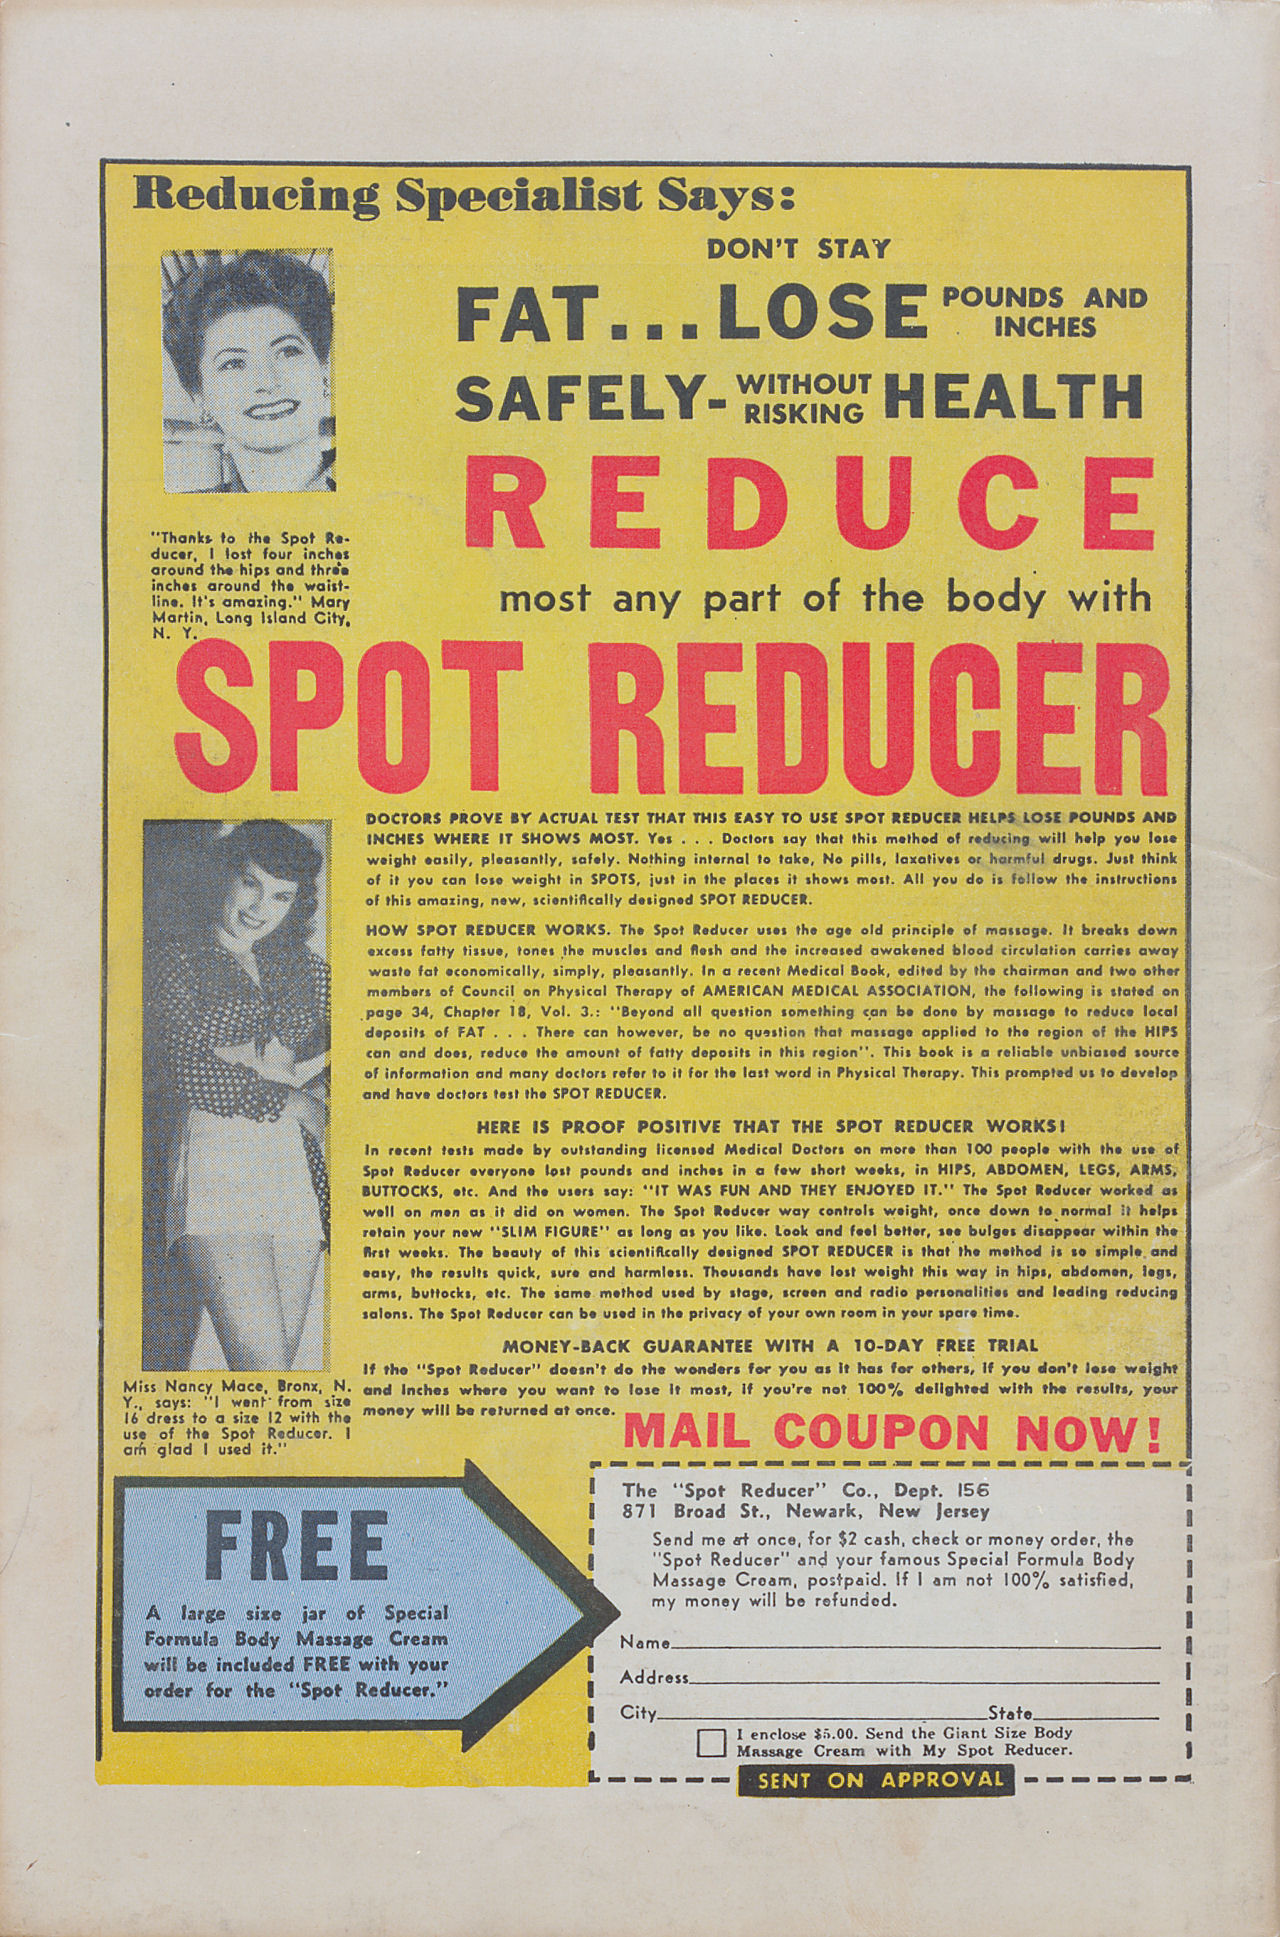 Reducing Specialist Says:
DON'T STAY
FAT...LOSE POUNDS AND
INCHES
SAFELY- WITHOUT
RISKING HEALTH
REDUCE
most any part of the body with
SPOT REDUCER
"Thanks to the Spot Re-
ducer, I lost four inches
around the hips and three
inches around the waist-
line. It's amazing." Mary
Martin, Long Island City,
N. Y.
DOCTORS PROVE BY ACTUAL TEST THAT THIS EASY TO USE SPOT REDUCER HELPS LOSE POUNDS AND
INCHES WHERE IT SHOWS MOST. Yes . . . Doctors say that this method of reducing will help you lose
weight easily, pleasantly, safely. Nothing internal to take, No pills, laxatives or harmful drugs. Just think
of it you can lose weight in SPOTS, just in the places it shows most. All you do is follow the instructions
of this amazing, new, scientifically designed SPOT REDUCER.
HOW SPOT REDUCER WORKS. The Spot Reducer uses the age old principle of massage. It breaks down
excess fatty tissue, tones the muscles and flesh and the increased awakened blood circulation carries away
waste fat economically, simply, pleasantly. In a recent Medical Book, edited by the chairman and two other
members of Council on Physical Therapy of AMERICAN MEDICAL ASSOCIATION, the following is stated on
page 34, Chapter 18, Vol. 3.: "Beyond all question something can be done by massage to reduce local
deposits of FAT . . . There can however, be no question that massage applied to the region of the HIPS
can and does, reduce the amount of fatty deposits in this region". This book is a reliable unbiased source
of information and many doctors refer to it for the last word in Physical Therapy. This prompted us to develop
and have doctors test the SPOT REDUCER.
HERE IS PROOF POSITIVE THAT THE SPOT REDUCER WORKS!
In recent tests made by outstanding licensed Medical Doctors on more than 100 people with the use of
Spot Reducer everyone lost pounds and inches in a few short weeks, in HIPS, ABDOMEN, LEGS, ARMS,
BUTTOCKS, etc. And the users say: "IT WAS FUN AND THEY ENJOYED IT." The Spot Reducer worked as
well on men as it did on women. The Spot Reducer way controls weight, once down to normal it helps
retain your new "SLIM FIGURE" as long as you like. Look and feel better, see bulges disappear within the
first weeks. The beauty of this scientifically designed SPOT REDUCER is that the method is so simple and
easy, the results quick, sure and harmless. Thousands have lost weight this way in hips, abdomen, legs,
arms, buttocks, etc. The same method used by stage, screen and radio personalities and leading reducing
salons. The Spot Reducer can be used in the privacy of your own room in your spare time.
MONEY-BACK GUARANTEE WITH A 10-DAY FREE TRIAL
If the "Spot Reducer" doesn't do the wonders for you as it has for others, if you don't lose weight
and inches where you want to lose it most, if you're not 100% delighted with the results, your
money will be returned at once.
Miss Nancy Mace, Bronx, N.
Y., says: "I went from size
16 dress to a size 12 with the
use of the Spot Reducer. I
am glad I used it."
MAIL COUPON NOW!
FREE
A large size jar of Special
Formula Body Massage Cream
will be included FREE with your
order for the "Spot Reducer."
The "Spot Reducer" Co., Dept. 156
871 Broad St., Newark, New Jersey
Send me at once, for $2 cash, check or money order, the
"Spot Reducer" and your famous Special Formula Body
Massage Cream, postpaid. If I am not 100% satisfied,
my money will be refunded.
Name
Address
City State
I enclose $5.00. Send the Giant Size Body
Massage Cream with My Spot Reducer.
SENT ON APPROVAL